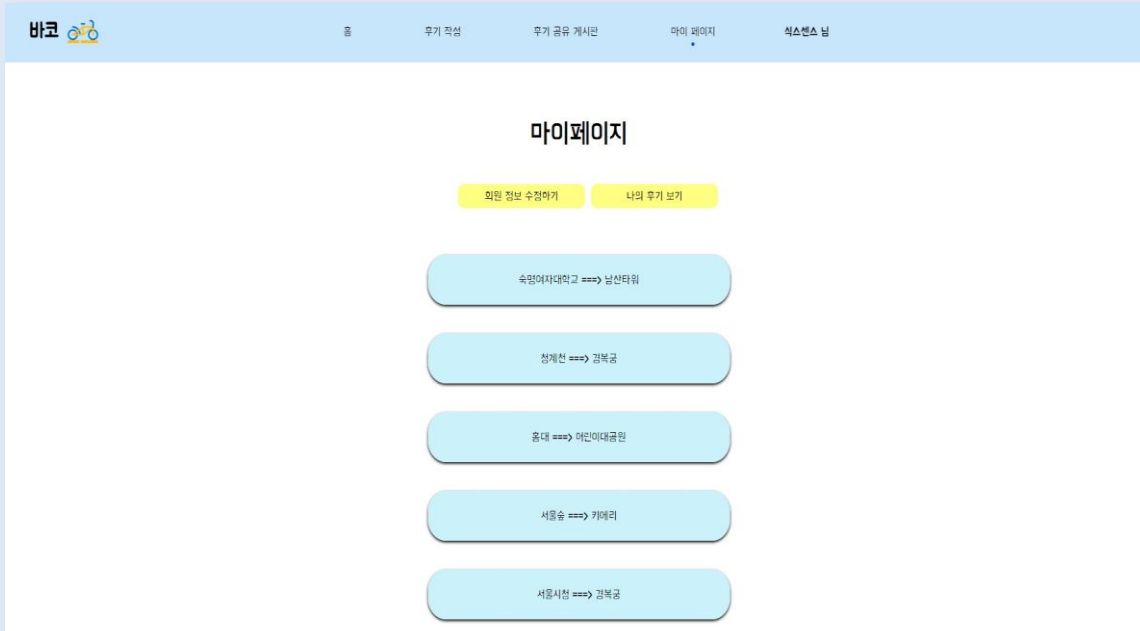 바코
홈
후기 작성
후기 공유 게시판
마이 페이지
식스센스 님
마이페이지
회원 정보 수정하기
나의 후기 보기
숙명여자대학교 ===> 남산타워
청계천 ===> 경복궁
홍대 ===> 어린이대공원
서울숲 ===> 키에리
서울시청 ===> 경복궁